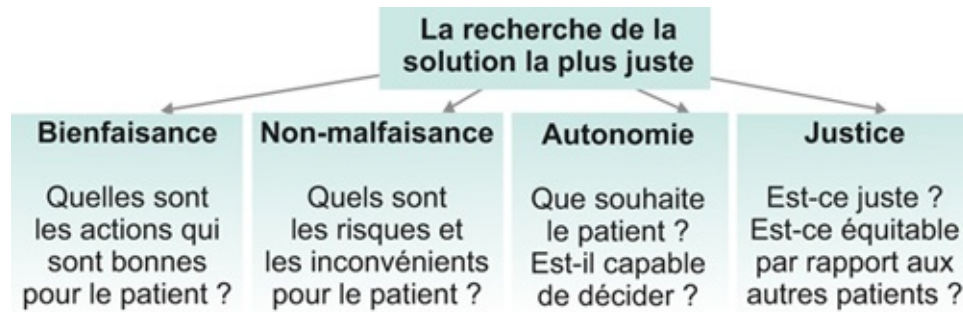 La recherche de la
solution la plus juste
Bienfaisance
Quelles sont
les actions qui
sont bonnes
pour le patient ?
Non-malfaisance
Quels sont
les risques et
les inconvénients
pour le patient ?
Autonomie
Que souhaite
le patient ?
Est-il capable
de décider ?
Justice
Est-ce juste ?
Est-ce équitable
par rapport aux
autres patients ?